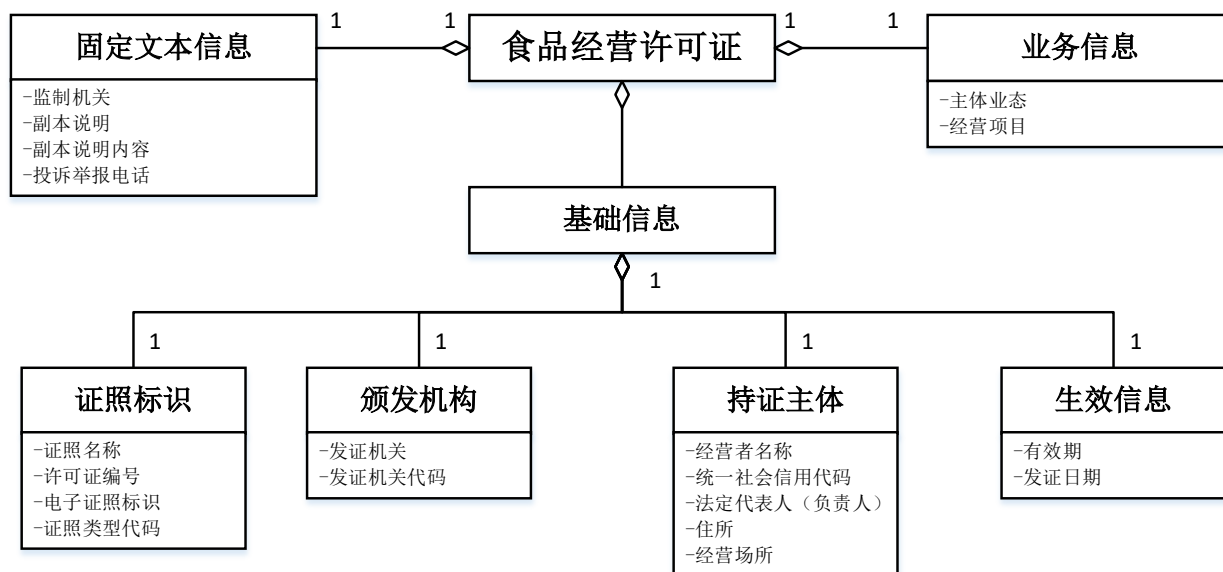 固定文本信息
-监制机关
-副本说明
-副本说明内容
-投诉举报电话
1
1
食品经营许可证
1
1
业务信息
-主体业态
-经营项目
基础信息
1
1
证照标识
-证照名称
-许可证编号
-电子证照标识
-证照类型代码
1
颁发机构
-发证机关
-发证机关代码
1
持证主体
-经营者名称
-统一社会信用代码
-法定代表人（负责人）
-住所
-经营场所
1
生效信息
-有效期
-发证日期